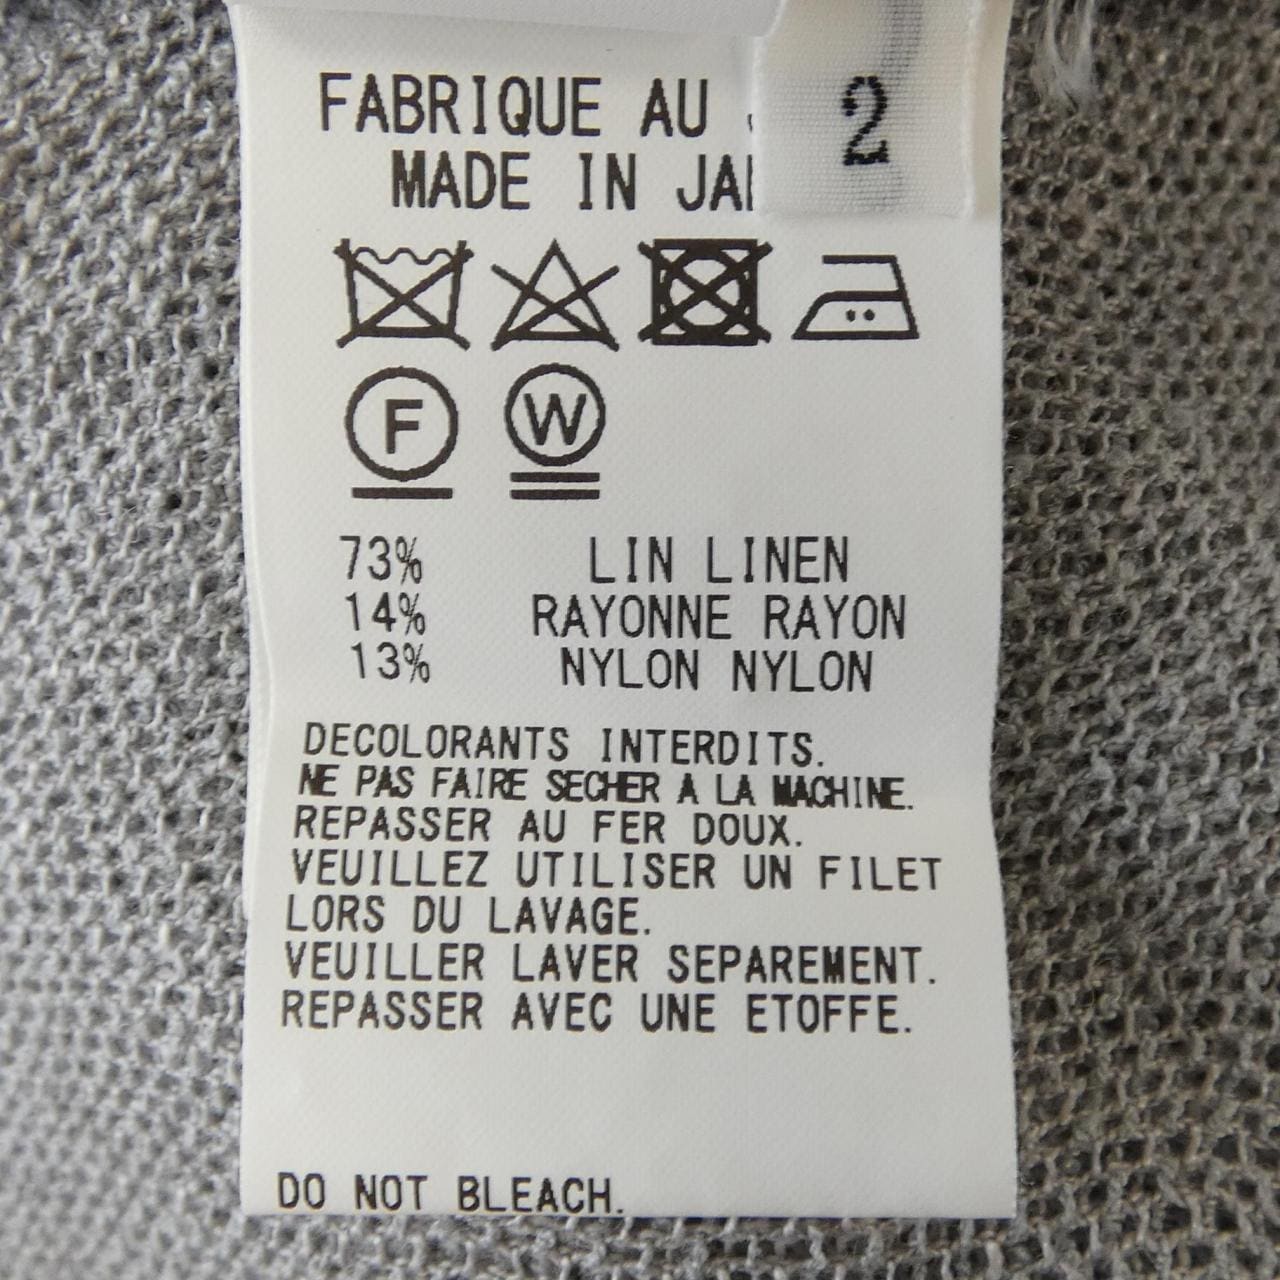 FABRIQUE AU
2
MADE IN
F W
73% LIN LINEN
14% RAYONNE RAYON
13% NYLON NYLON
DECOLORANTS INTERDITS.
NE PAS FAIRE SECHER A LA MACHINE.
REPASSER AU FER DOUX.
VEUILLEZ UTILISER UN FILET
LORS DU LAVAGE.
VEUILLER LAVER SEPAREMENT.
REPASSER AVEC UNE ETOFFE.
DO NOT BLEACH.